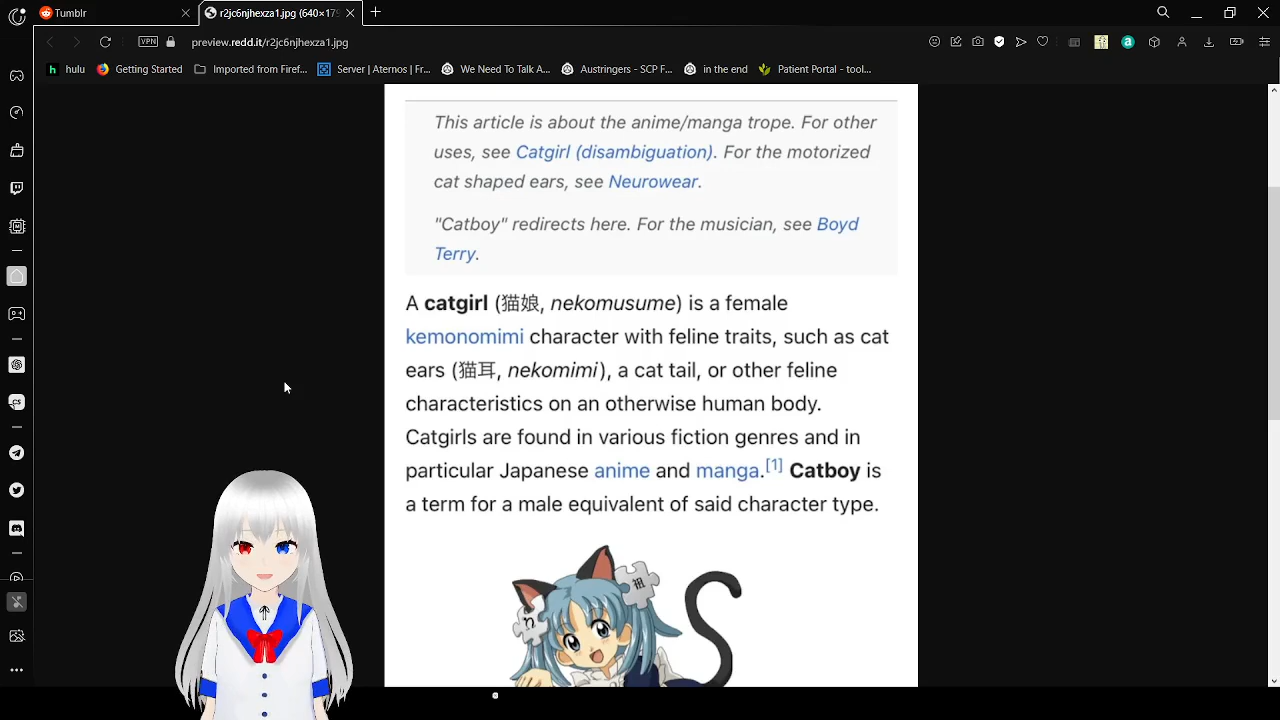 Tumblr
r2jc6njhexza1.jpg (640×179
VPN
preview.redd.it/r2jc6njhexza1.jpg
hulu
Getting Started
Imported from Firef...
Server | Aternos | Fr...
We Need To Talk A...
Austringers - SCP F...
in the end
Patient Portal - tool...
This article is about the anime/manga trope. For other
uses, see Catgirl (disambiguation). For the motorized
cat shaped ears, see Neurowear.
"Catboy" redirects here. For the musician, see Boyd
Terry.
A catgirl (猫娘, nekomusume) is a female
kemonomimi character with feline traits, such as cat
ears (猫耳, nekomimi), a cat tail, or other feline
characteristics on an otherwise human body.
Catgirls are found in various fiction genres and in
particular Japanese anime and manga.[1] Catboy is
a term for a male equivalent of said character type.
り
祖